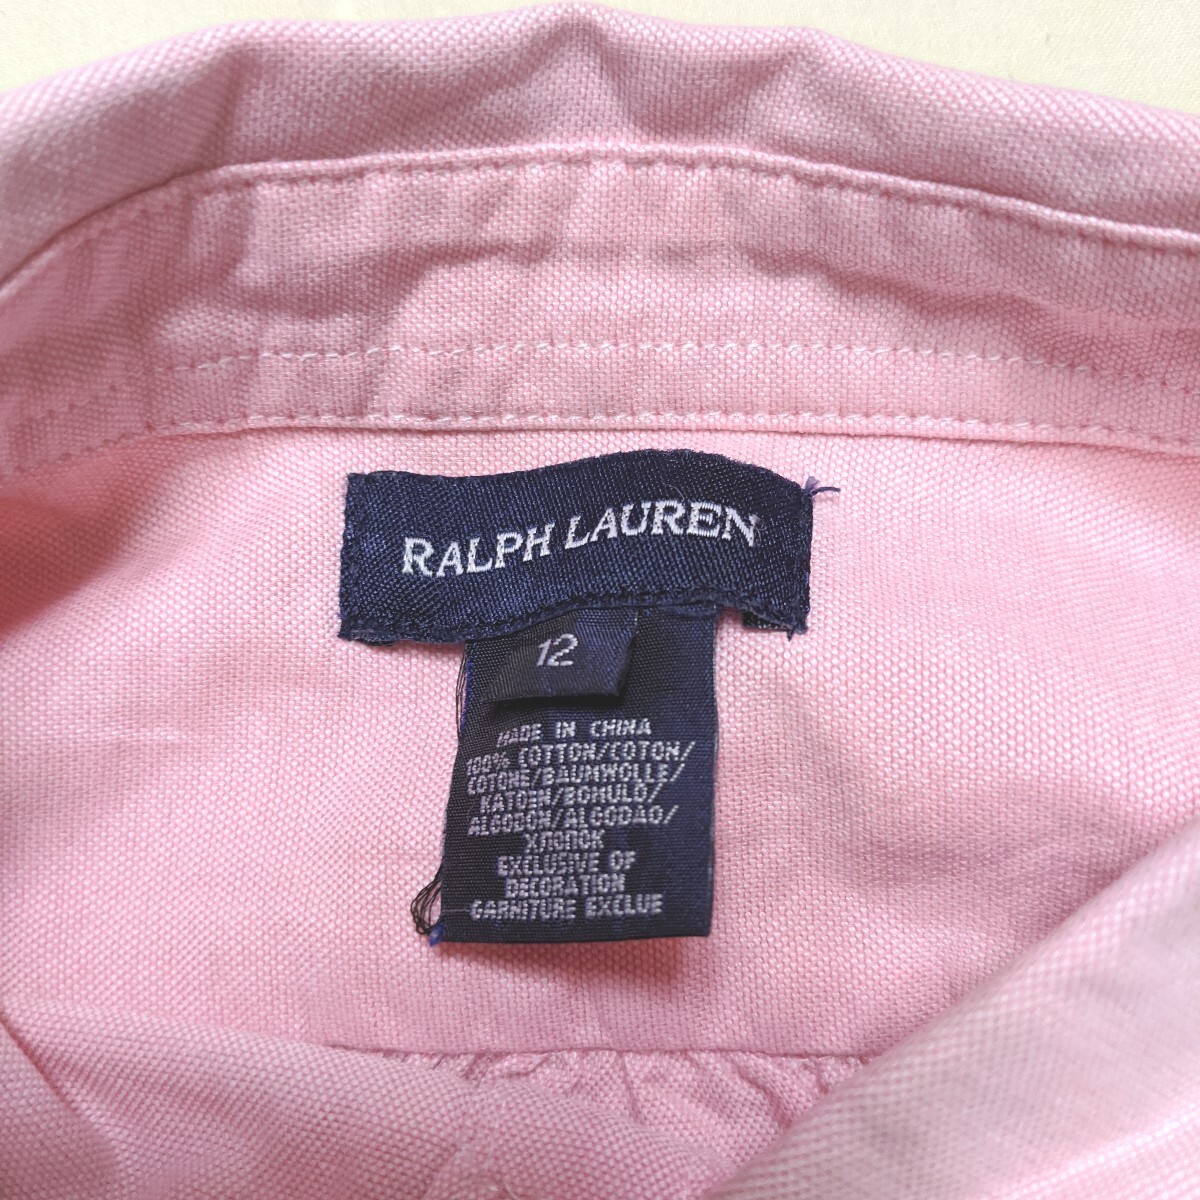 RALPH LAUREN
12
MADE IN CHINA
100% COTTON/COTON/
COTONE/BAUMWOLLE/
KATOEN/BOMULD/
ALGODON/ALGODAO/
ХЛОПОК
EXCLUSIVE OF
DECORATION
GARNITURE EXCLUE